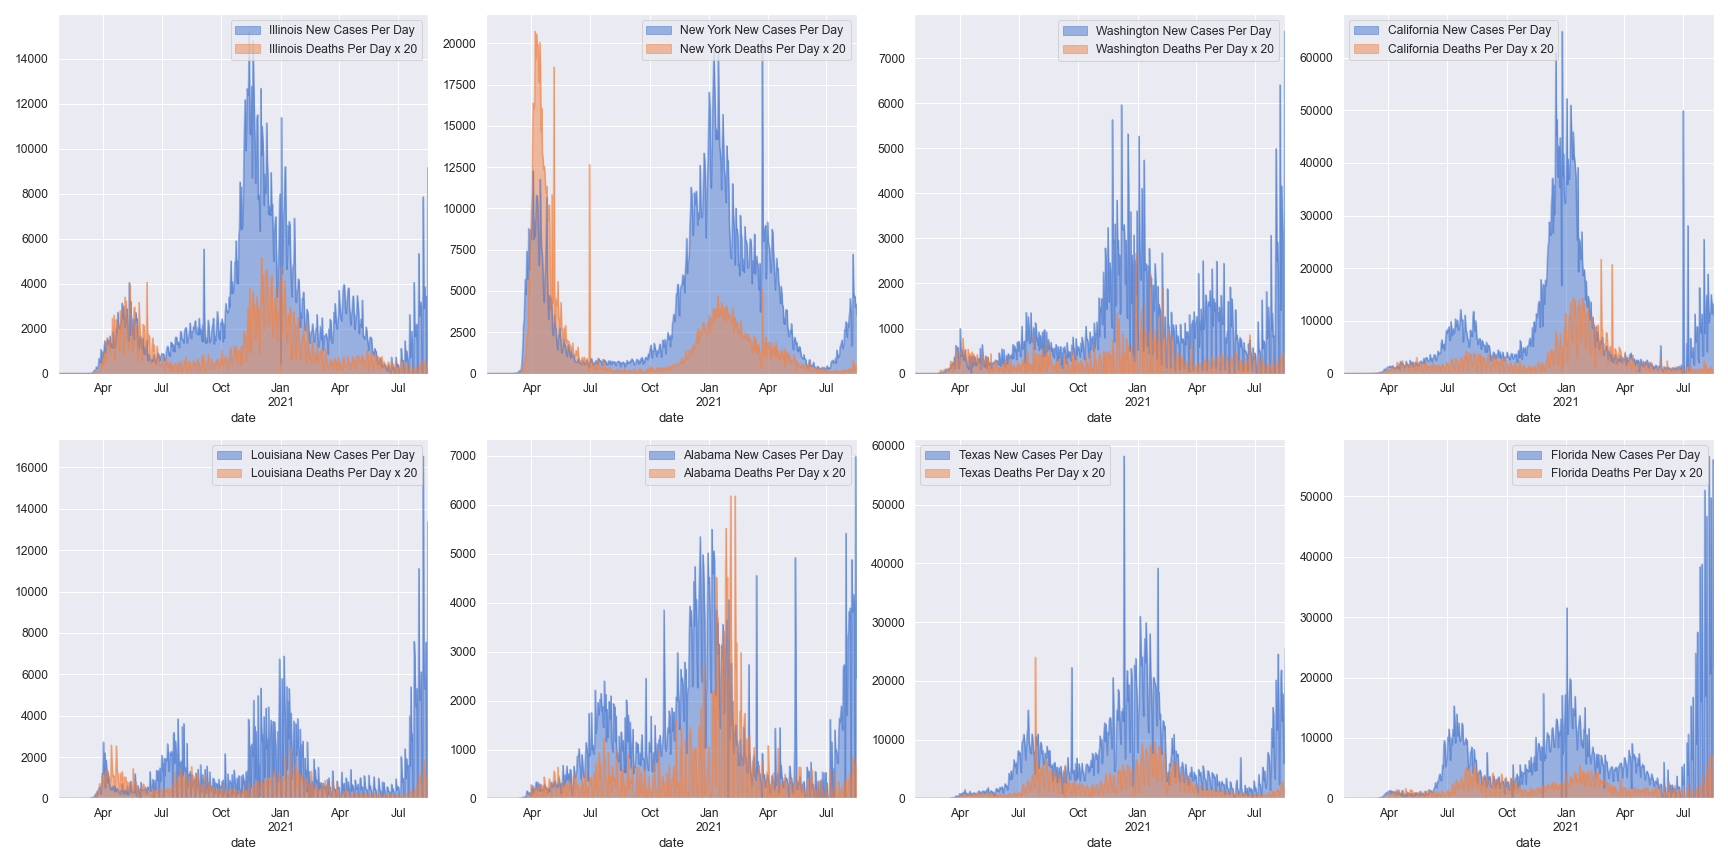 Illinois New Cases Per Day
Illinois Deaths Per Day x 20
14000
12000
10000
8000
6000
4000
2000
0
Apr Jul Oct Jan Apr Jul
2021
date
New York New Cases Per Day
New York Deaths Per Day x 20
20000
17500
15000
12500
10000
7500
5000
2500
0
Apr Jul Oct Jan Apr Jul
2021
date
Washington New Cases Per Day
Washington Deaths Per Day x 20
7000
6000
5000
4000
3000
2000
1000
0
Apr Jul Oct Jan Apr Jul
2021
date
California New Cases Per Day
California Deaths Per Day x 20
60000
50000
40000
30000
20000
10000
0
Apr Jul Oct Jan Apr Jul
2021
date
Louisiana New Cases Per Day
Louisiana Deaths Per Day x 20
16000
14000
12000
10000
8000
6000
4000
2000
0
Apr Jul Oct Jan Apr Jul
2021
date
Alabama New Cases Per Day
Alabama Deaths Per Day x 20
7000
6000
5000
4000
3000
2000
1000
0
Apr Jul Oct Jan Apr Jul
2021
date
Texas New Cases Per Day
Texas Deaths Per Day x 20
60000
50000
40000
30000
20000
10000
0
Apr Jul Oct Jan Apr Jul
2021
date
Florida New Cases Per Day
Florida Deaths Per Day x 20
50000
40000
30000
20000
10000
0
Apr Jul Oct Jan Apr Jul
2021
date